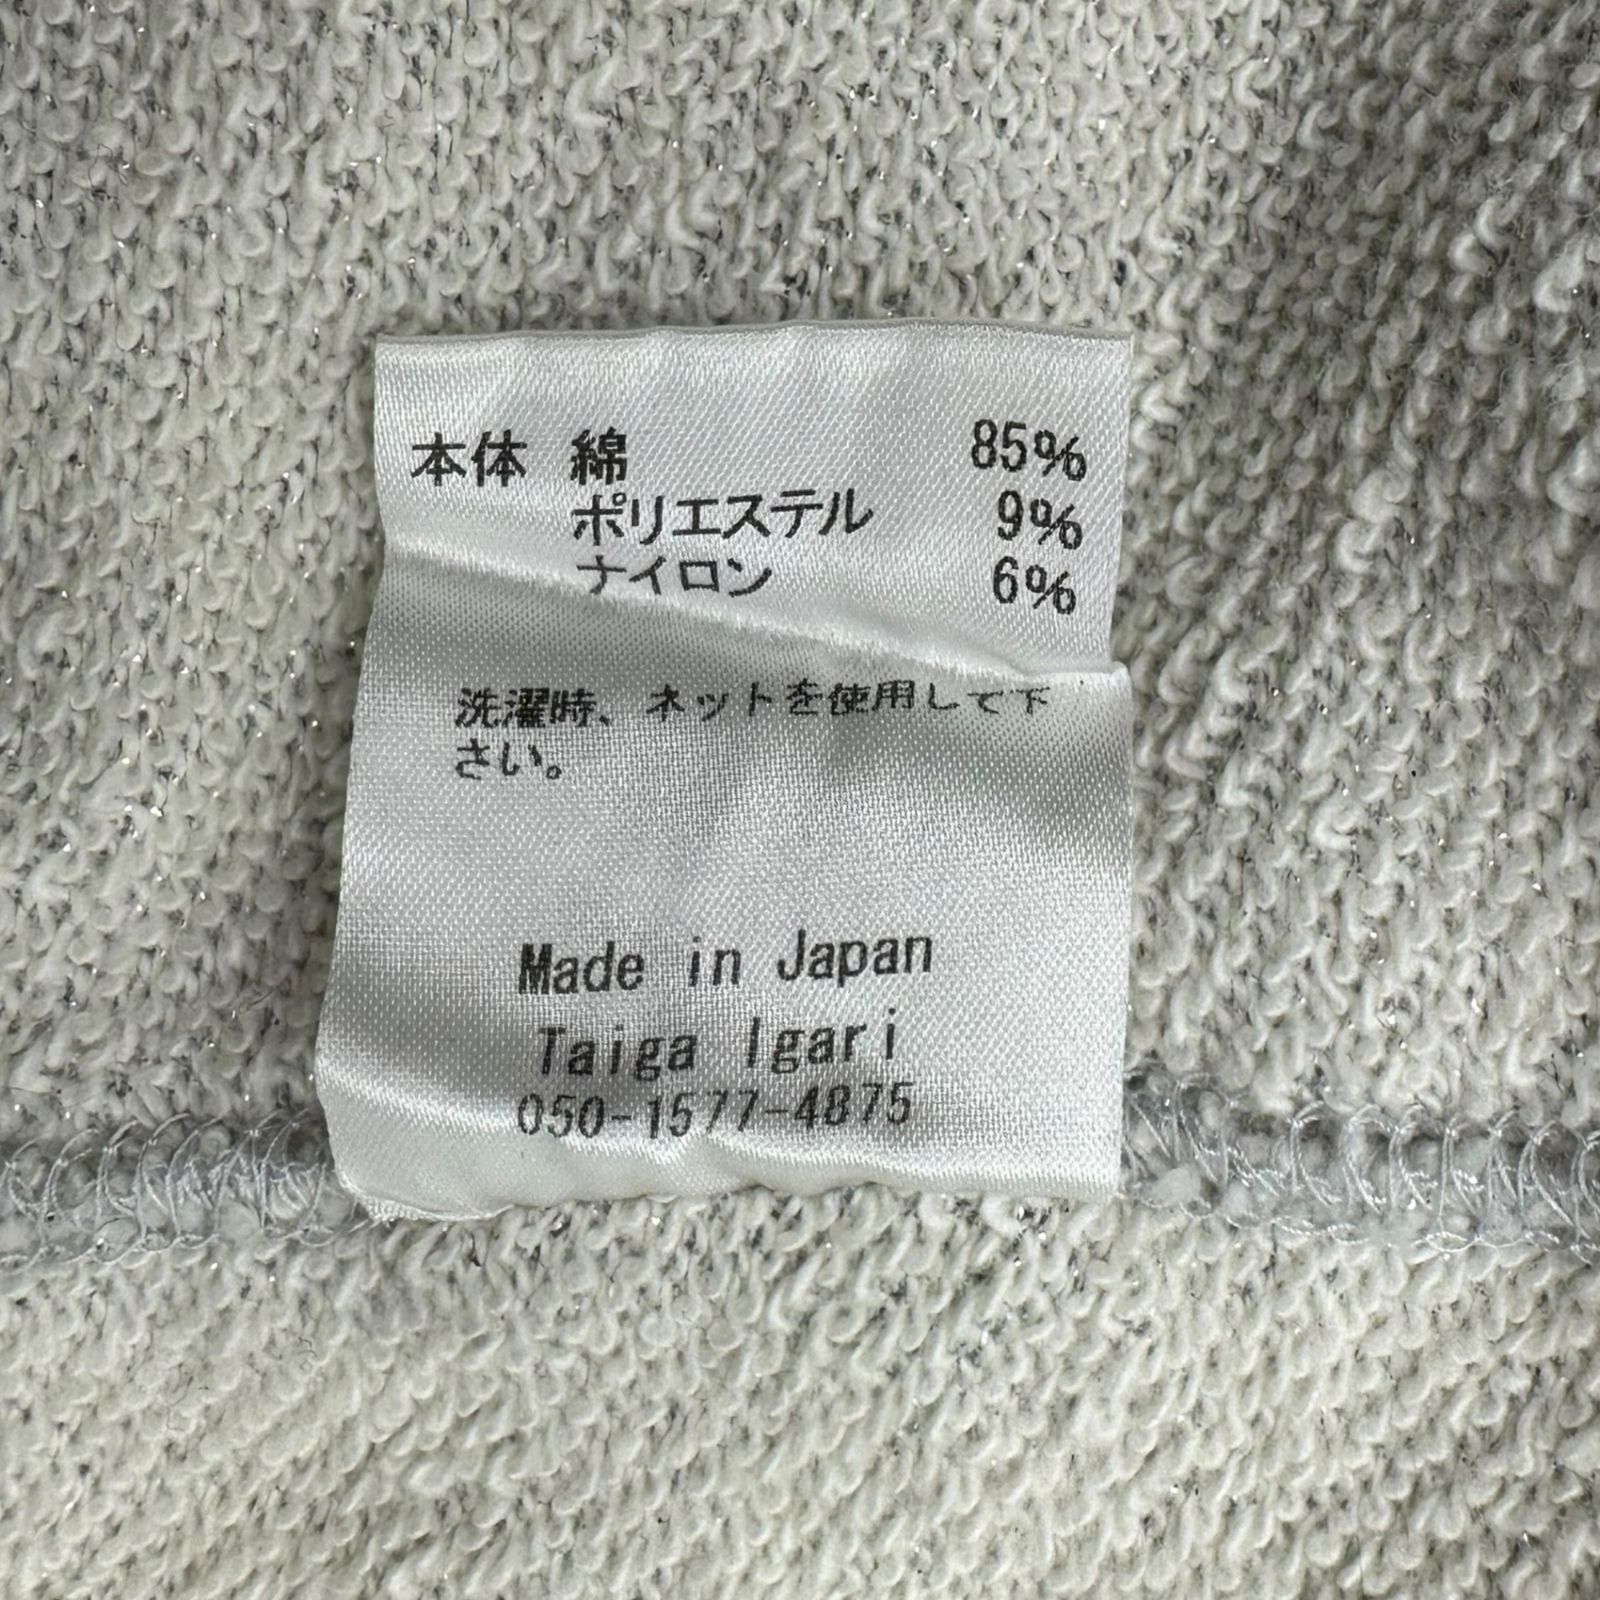 本体 綿 85%
ポリエステル 9%
ナイロン 6%
洗濯時、ネットを使用して下
さい。
Made in Japan
Taiga Igari
050-1577-4875